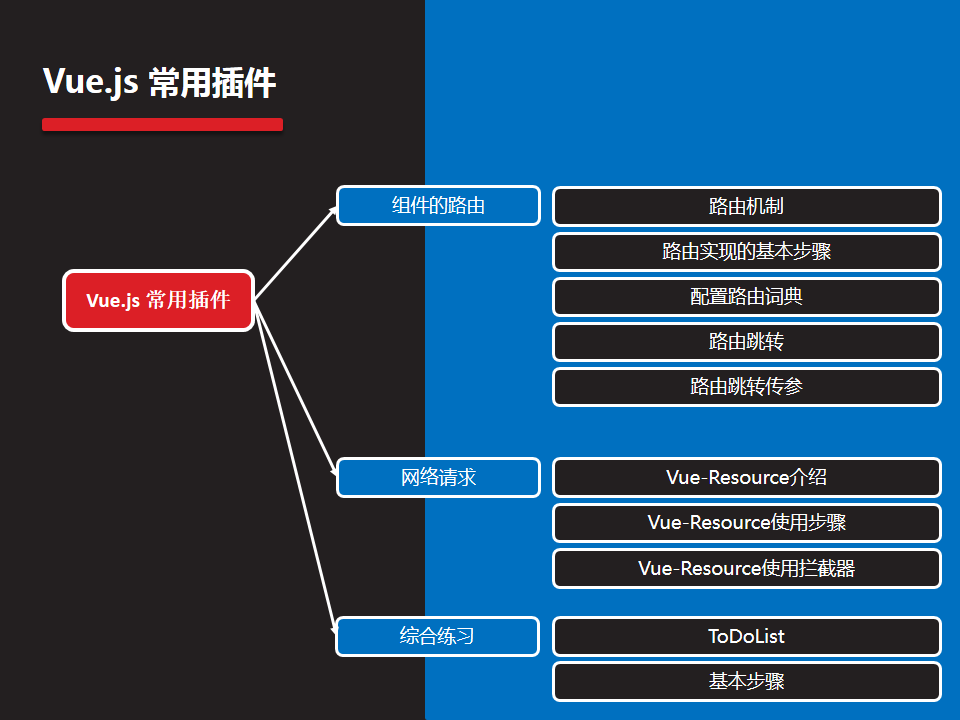 Vue.js 常用插件
Vue.js 常用插件
组件的路由
路由机制
路由实现的基本步骤
配置路由词典
路由跳转
路由跳转传参
网络请求
Vue-Resource介绍
Vue-Resource使用步骤
Vue-Resource使用拦截器
综合练习
ToDoList
基本步骤